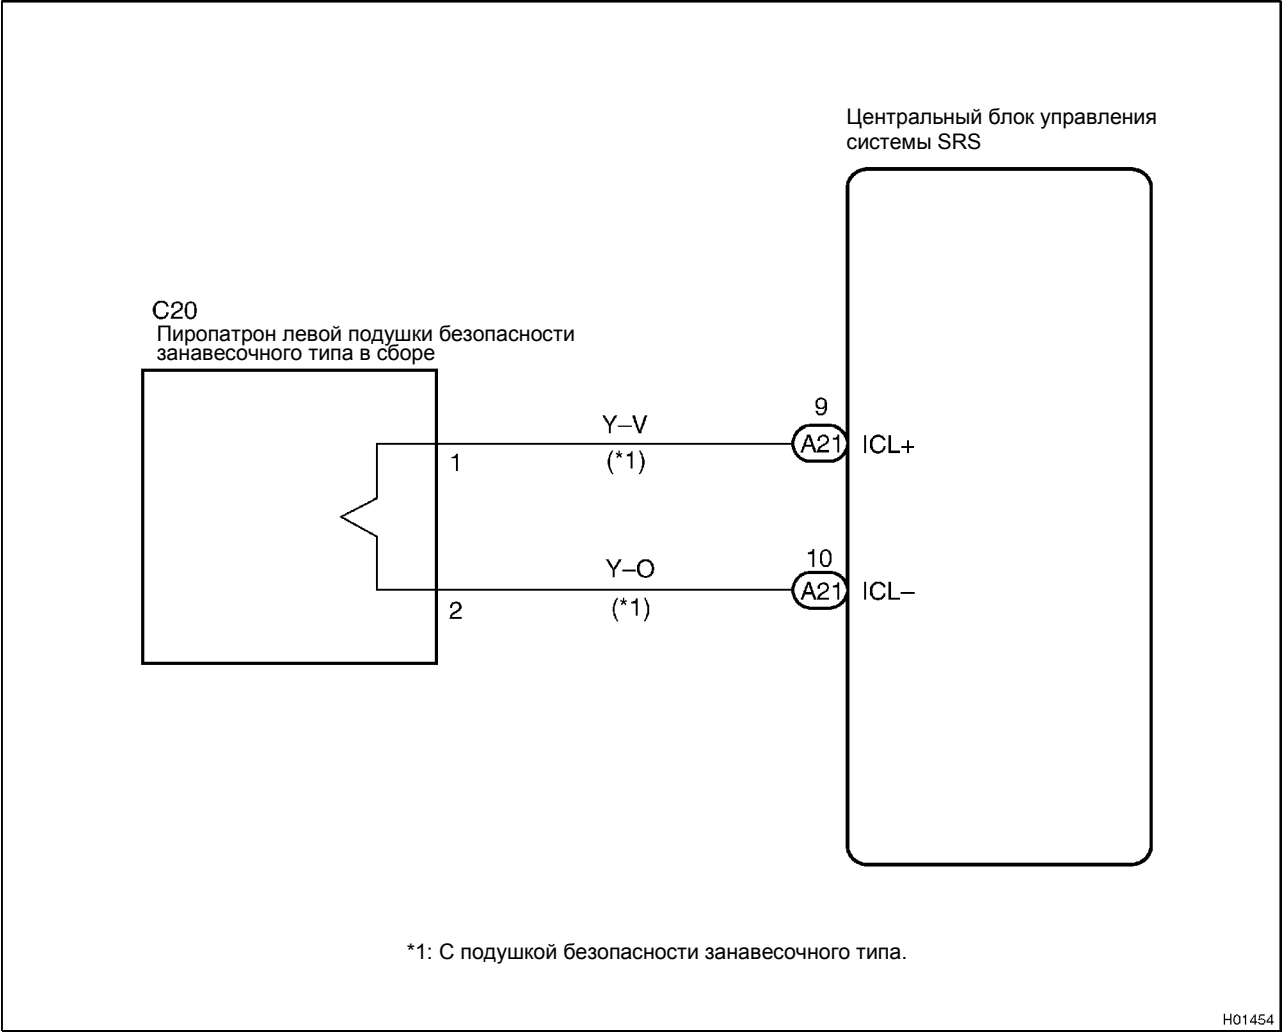 Центральный блок управления
системы SRS
C20
Пиропатрон левой подушки безопасности
занавесочного типа в сборе
9
Y–V
A21
ICL+
1
(*1)
10
Y–O
A21
ICL–
2
(*1)
*1: С подушкой безопасности занавесочного типа.
H01454